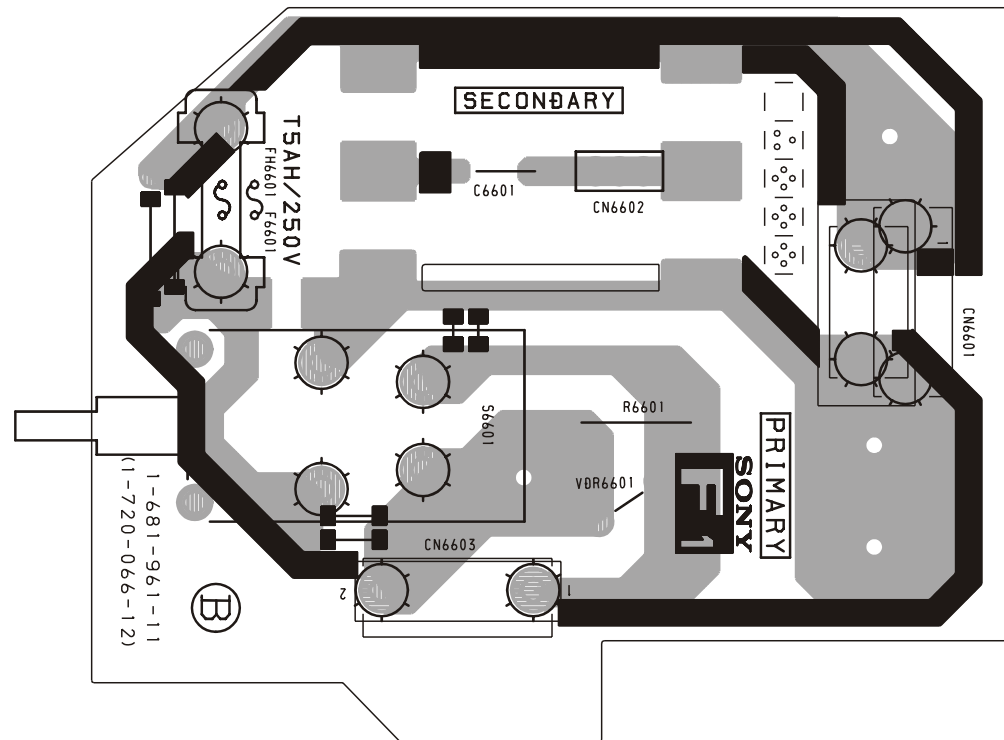 SECONDARY
T5AH/250V
FH6601 F6601
C6601
CN6602
1
CN6601
S6601
R6601
VDR6601
PRIMARY
SONY
F1
CN6603
2
1
1-681-961-11
(1-720-066-12)
B